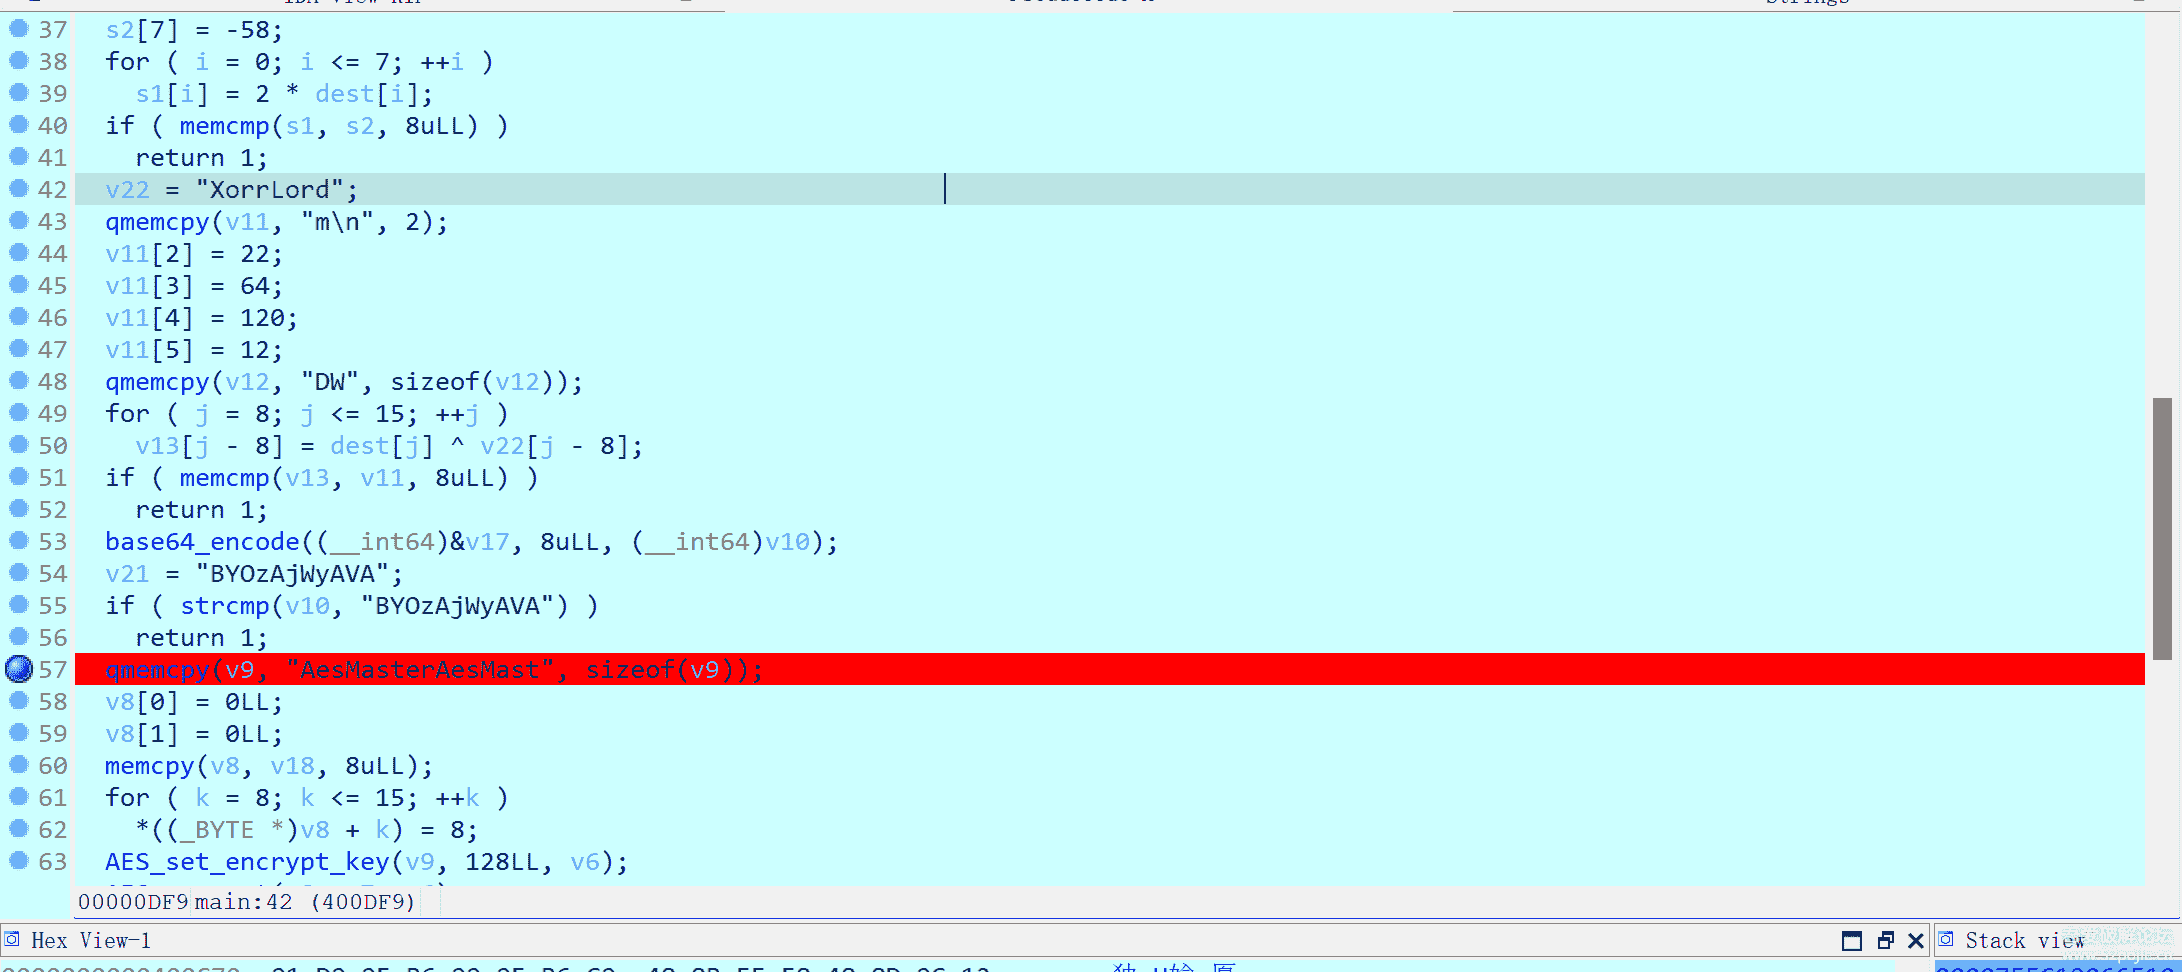 37 s2[7] = -58;
38 for ( i = 0; i <= 7; ++i )
39 s1[i] = 2 * dest[i];
40 if ( memcmp(s1, s2, 8uLL) )
41 return 1;
42 v22 = "XorrLord";
43 qmemcpy(v11, "m\n", 2);
44 v11[2] = 22;
45 v11[3] = 64;
46 v11[4] = 120;
47 v11[5] = 12;
48 qmemcpy(v12, "DW", sizeof(v12));
49 for ( j = 8; j <= 15; ++j )
50 v13[j - 8] = dest[j] ^ v22[j - 8];
51 if ( memcmp(v13, v11, 8uLL) )
52 return 1;
53 base64_encode((__int64)&v17, 8uLL, (__int64)v10);
54 v21 = "BYOzAjWyAVA";
55 if ( strcmp(v10, "BYOzAjWyAVA") )
56 return 1;
57 qmemcpy(v9, "AesMasterAesMast", sizeof(v9));
58 v8[0] = 0LL;
59 v8[1] = 0LL;
60 memcpy(v8, v18, 8uLL);
61 for ( k = 8; k <= 15; ++k )
62 *((_BYTE *)v8 + k) = 8;
63 AES_set_encrypt_key(v9, 128LL, v6);
00000DF9 main:42 (400DF9)
Hex View-1
Stack view